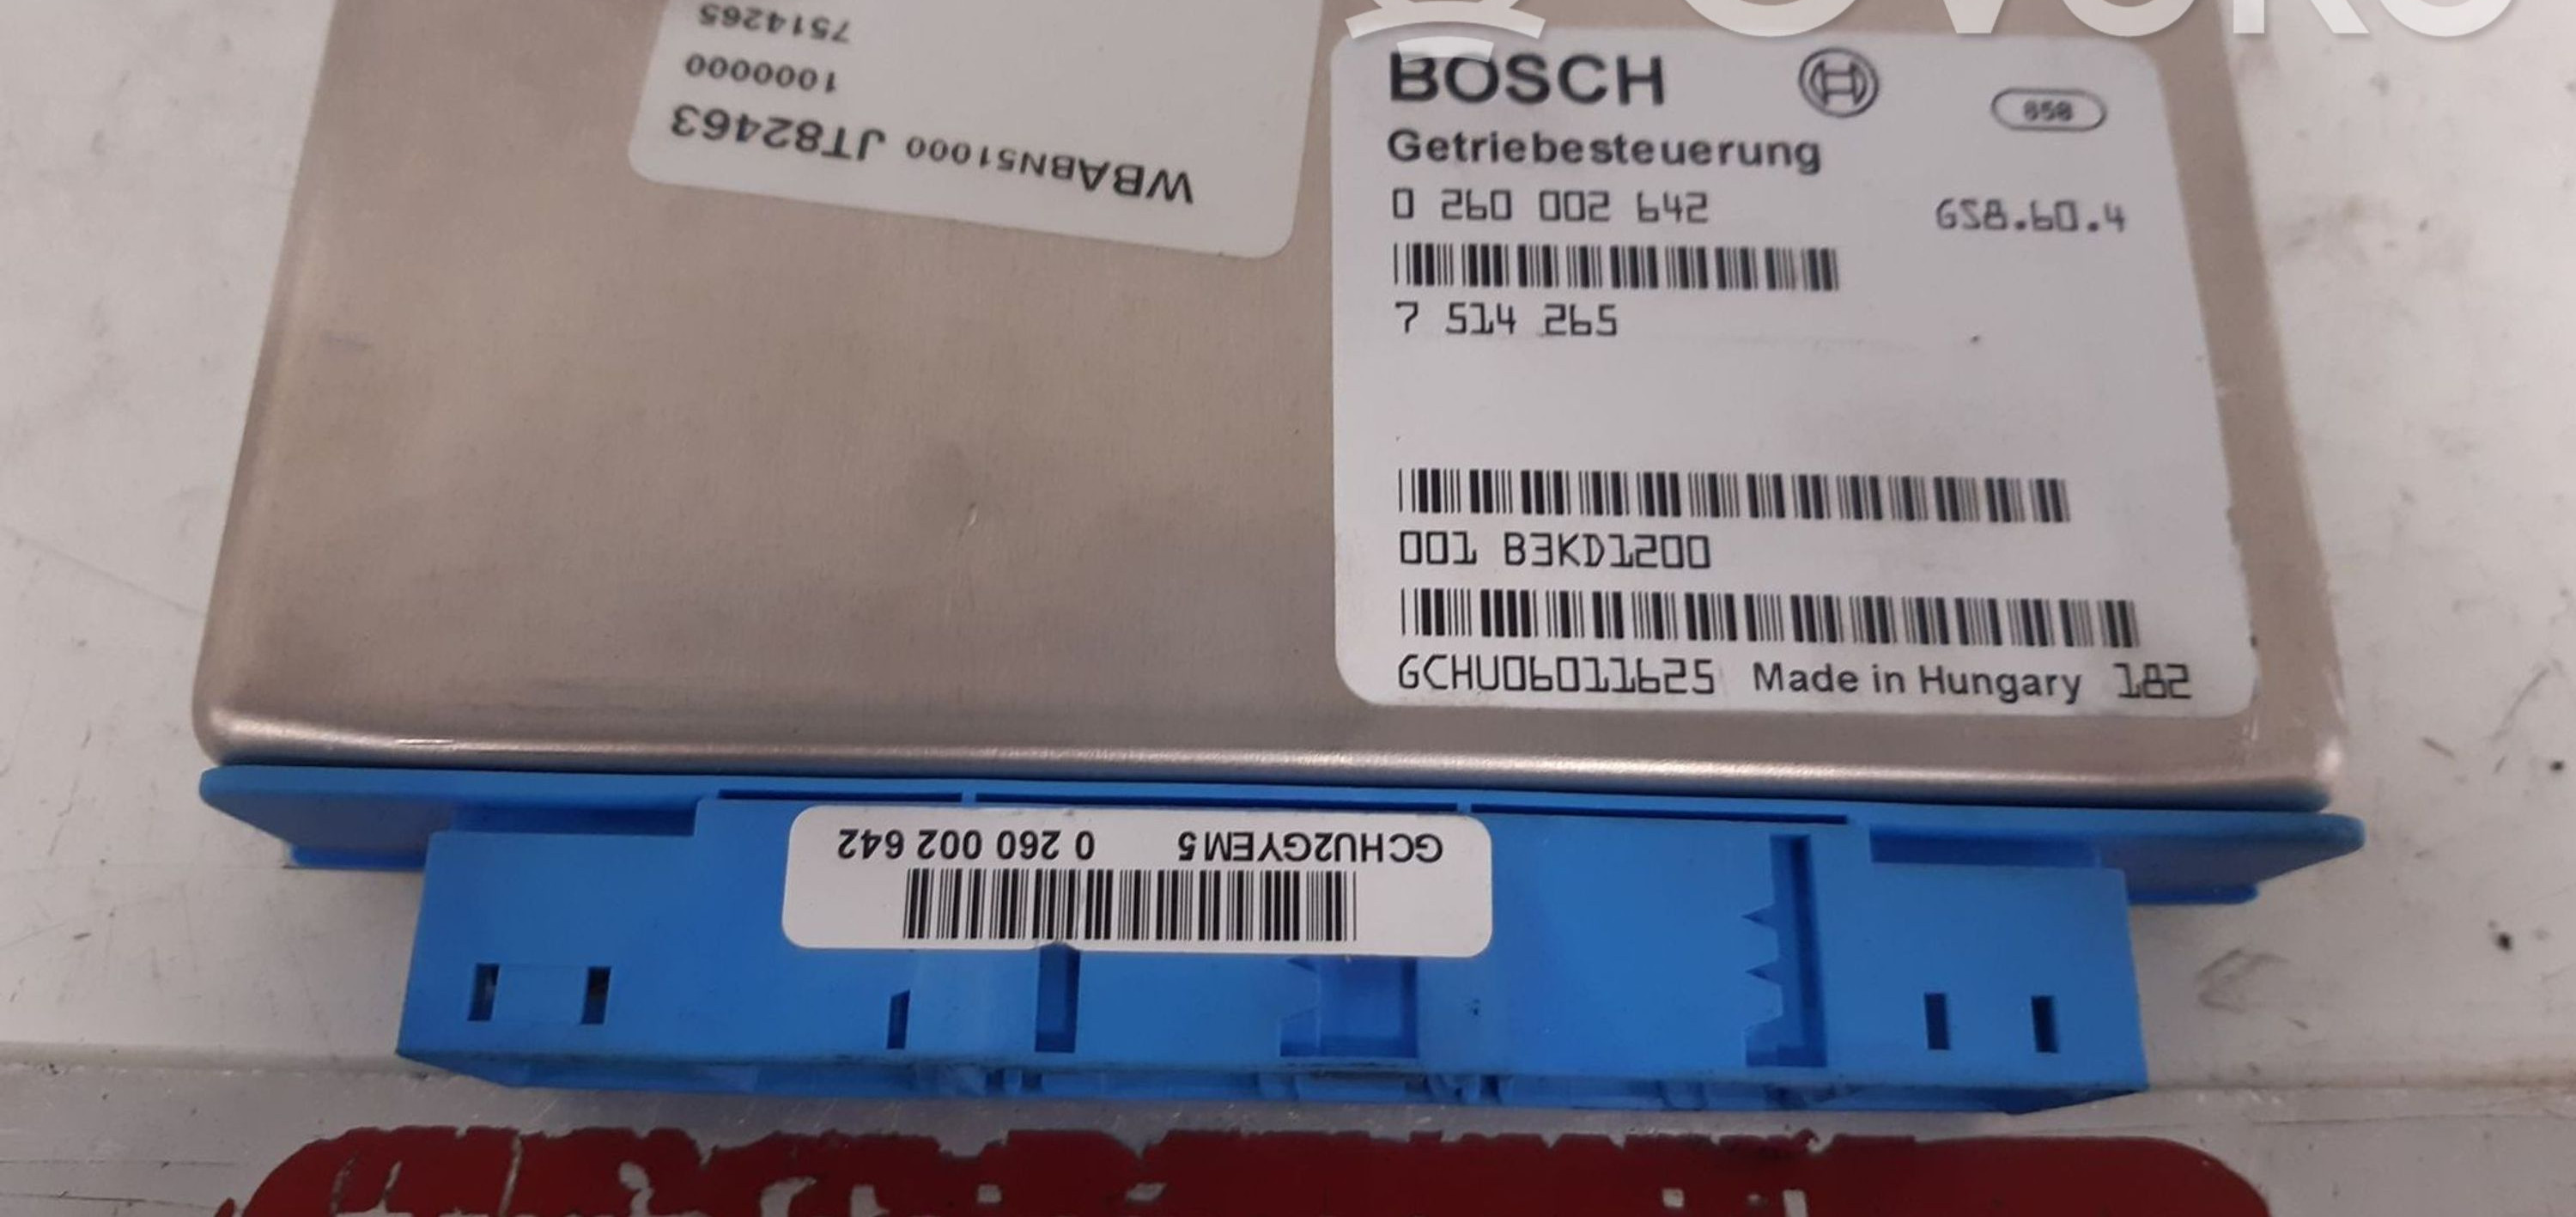 7514265
1000000
WBABN51000 JT82463
BOSCH
858
Getriebesteuerung
0 260 002 642 GS8.60.4
7 514 265
001 B3KD1200
GCHU06011625 Made in Hungary 182
GCHU2GYEM5 0 260 002 642